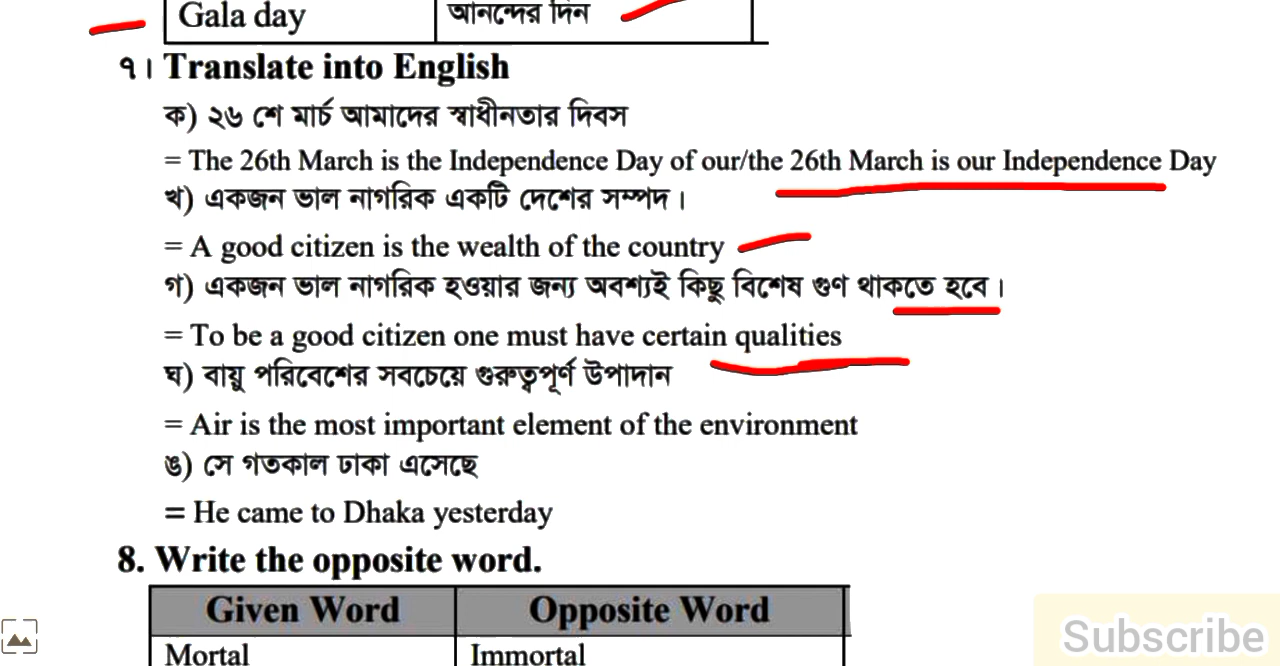 Gala day আনন্দের দিন
৭। Translate into English
ক) ২৬ শে মার্চ আমাদের স্বাধীনতার দিবস
= The 26th March is the Independence Day of our/the 26th March is our Independence Day
খ) একজন ভাল নাগরিক একটি দেশের সম্পদ।
= A good citizen is the wealth of the country
গ) একজন ভাল নাগরিক হওয়ার জন্য অবশ্যই কিছু বিশেষ গুণ থাকতে হবে।
= To be a good citizen one must have certain qualities
ঘ) বায়ু পরিবেশের সবচেয়ে গুরুত্বপূর্ণ উপাদান
= Air is the most important element of the environment
ঙ) সে গতকাল ঢাকা এসেছে
= He came to Dhaka yesterday
8. Write the opposite word.
Given Word Opposite Word
Mortal Immortal
Subscribe